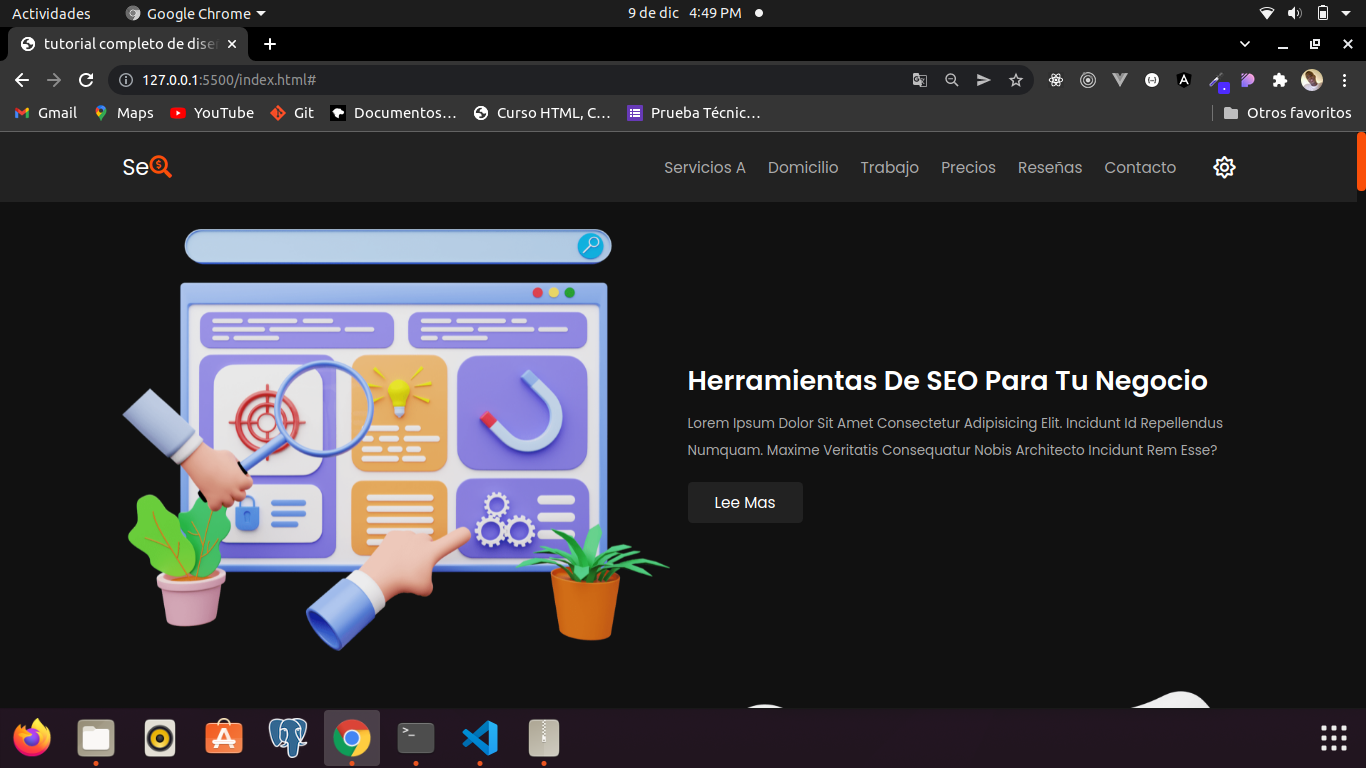 Actividades
Google Chrome
9 de dic 4:49 PM
tutorial completo de diser
127.0.0.1:5500/index.html#
Gmail
Maps
YouTube
Git
Documentos…
Curso HTML, C…
Prueba Técnic…
Otros favoritos
Se
Servicios A
Domicilio
Trabajo
Precios
Reseñas
Contacto
Herramientas De SEO Para Tu Negocio
Lorem Ipsum Dolor Sit Amet Consectetur Adipisicing Elit. Incidunt Id Repellendus
Numquam. Maxime Veritatis Consequatur Nobis Architecto Incidunt Rem Esse?
Lee Mas